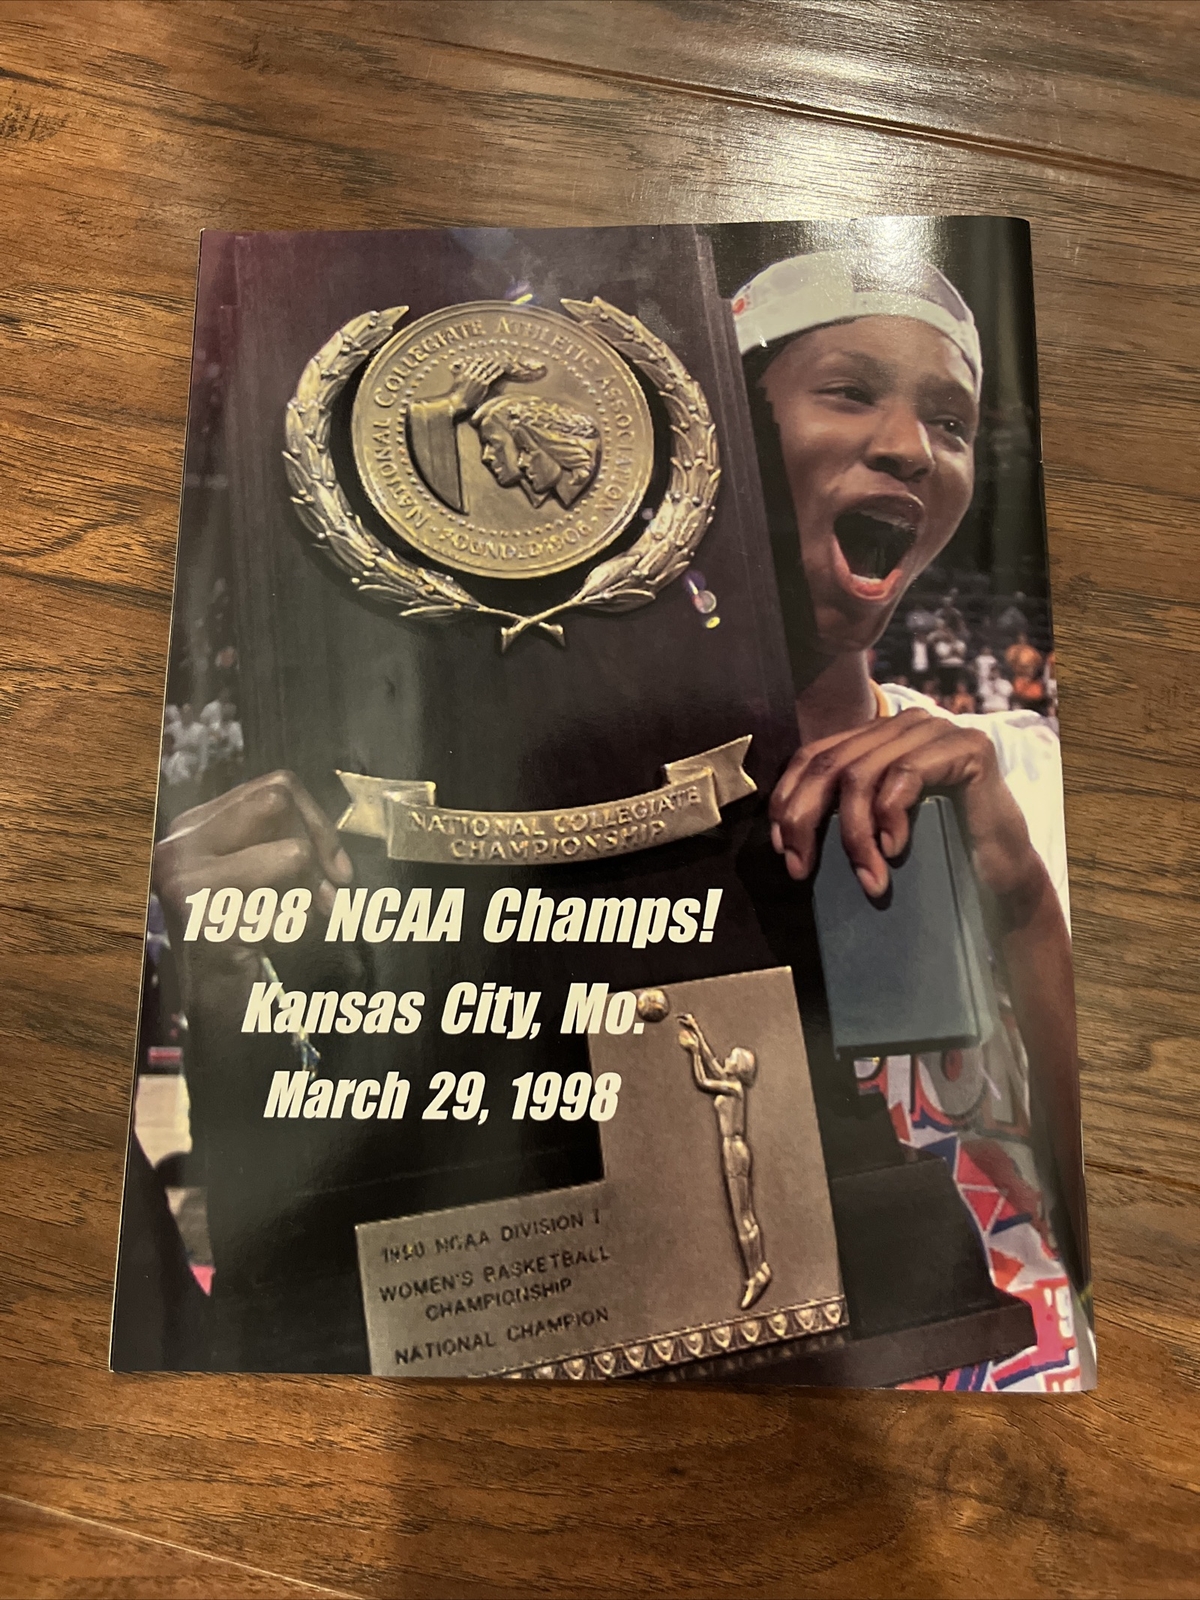 NATIONAL COLLEGIATE ATHLETIC ASSOCIATION
FOUNDED 1906
NATIONAL COLLEGIATE
CHAMPIONSHIP
1998 NCAA Champs!
Kansas City, Mo.
March 29, 1998
1998 NCAA DIVISION I
WOMEN'S BASKETBALL
CHAMPIONSHIP
NATIONAL CHAMPION